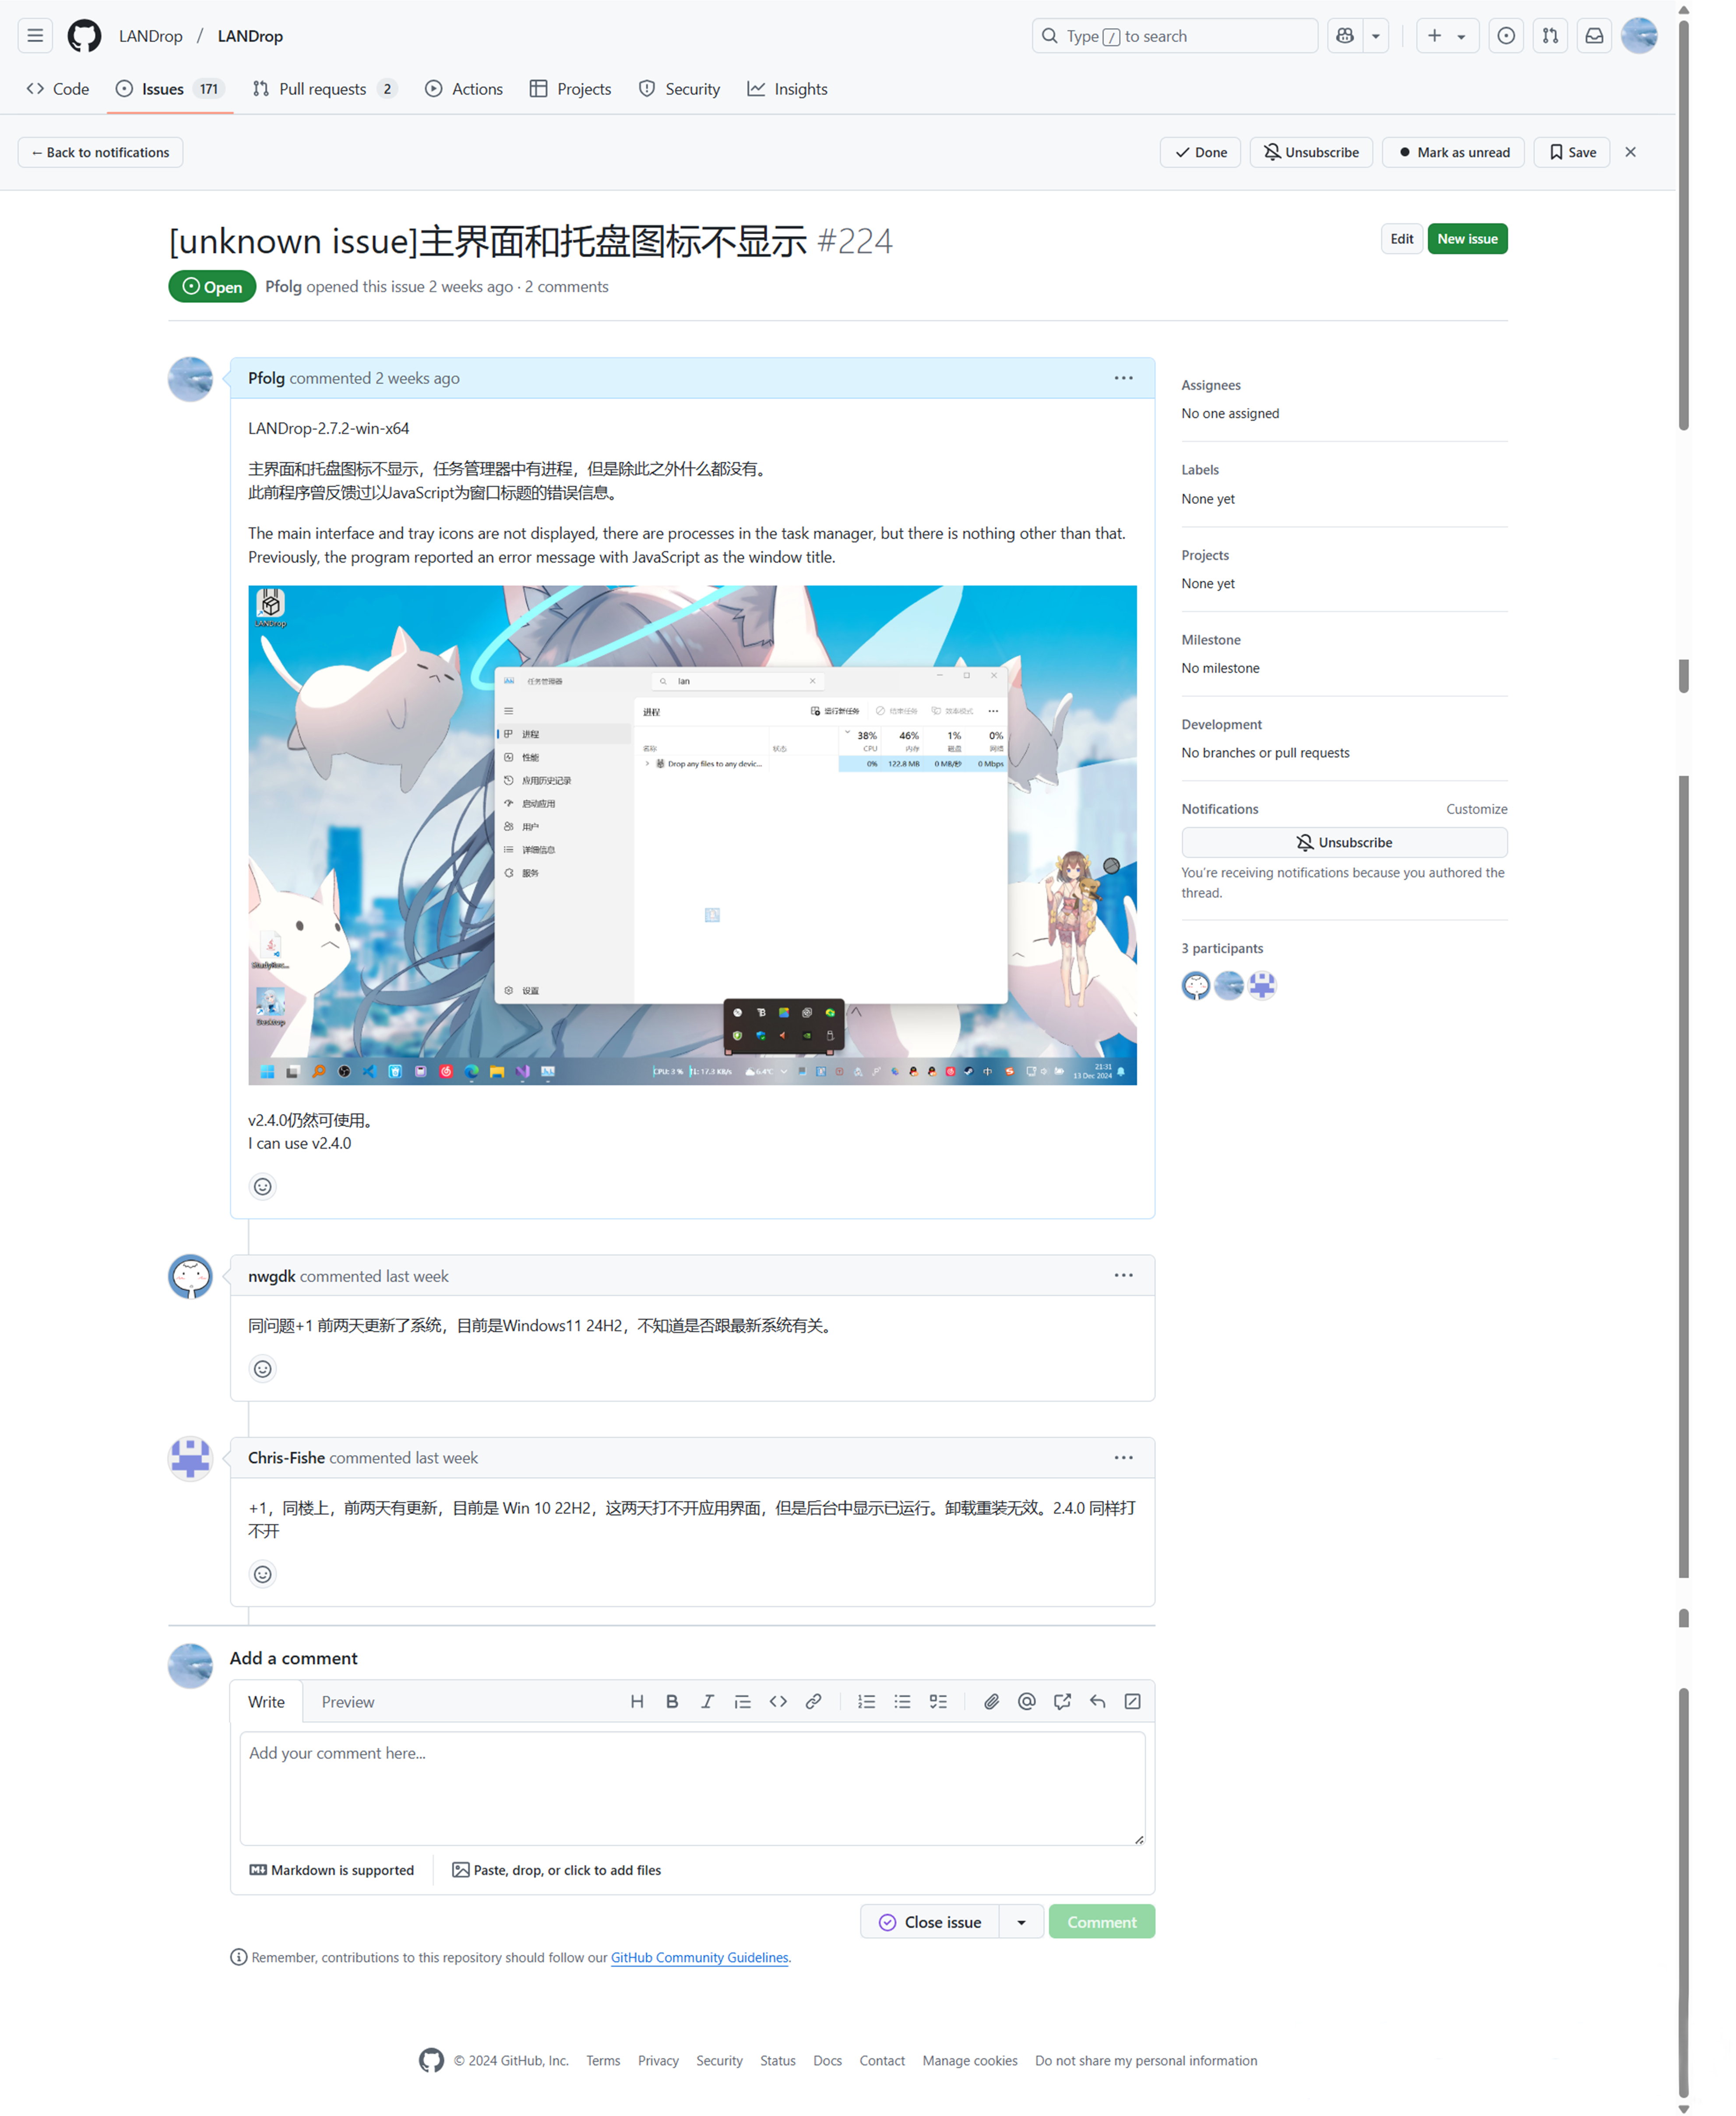 LANDrop / LANDrop
Type / to search
Code
Issues 171
Pull requests 2
Actions
Projects
Security
Insights
← Back to notifications
Done
Unsubscribe
Mark as unread
Save
[unknown issue]主界面和托盘图标不显示 #224
Edit
New issue
Open
Pfolg opened this issue 2 weeks ago · 2 comments
Pfolg commented 2 weeks ago
LANDrop-2.7.2-win-x64
主界面和托盘图标不显示，任务管理器中有进程，但是除此之外什么都没有。
此前程序曾反馈过以JavaScript为窗口标题的错误信息。
The main interface and tray icons are not displayed, there are processes in the task manager, but there is nothing other than that.
Previously, the program reported an error message with JavaScript as the window title.
LANDrop
任务管理器
lan
进程
运行新任务
结束任务
效率模式
进程
性能
应用历史记录
启动应用
用户
详细信息
服务
设置
38% 46% 1% 0%
名称 状态 CPU 内存 磁盘 网络
Drop any files to any devic... 0% 122.8 MB 0 MB/秒 0 Mbps
Desktop
CPU: 3 %
17.3 KB/s
6.4°C
中
21:31
13 Dec 2024
v2.4.0仍然可使用。
I can use v2.4.0
nwgdk commented last week
同问题+1 前两天更新了系统，目前是Windows11 24H2，不知道是否跟最新系统有关。
Chris-Fishe commented last week
+1，同楼上，前两天有更新，目前是 Win 10 22H2，这两天打不开应用界面，但是后台中显示已运行。卸载重装无效。2.4.0 同样打
不开
Assignees
No one assigned
Labels
None yet
Projects
None yet
Milestone
No milestone
Development
No branches or pull requests
Notifications
Customize
Unsubscribe
You're receiving notifications because you authored the
thread.
3 participants
Add a comment
Write
Preview
Add your comment here...
Markdown is supported
Paste, drop, or click to add files
Close issue
Comment
Remember, contributions to this repository should follow our GitHub Community Guidelines.
© 2024 GitHub, Inc.
Terms
Privacy
Security
Status
Docs
Contact
Manage cookies
Do not share my personal information